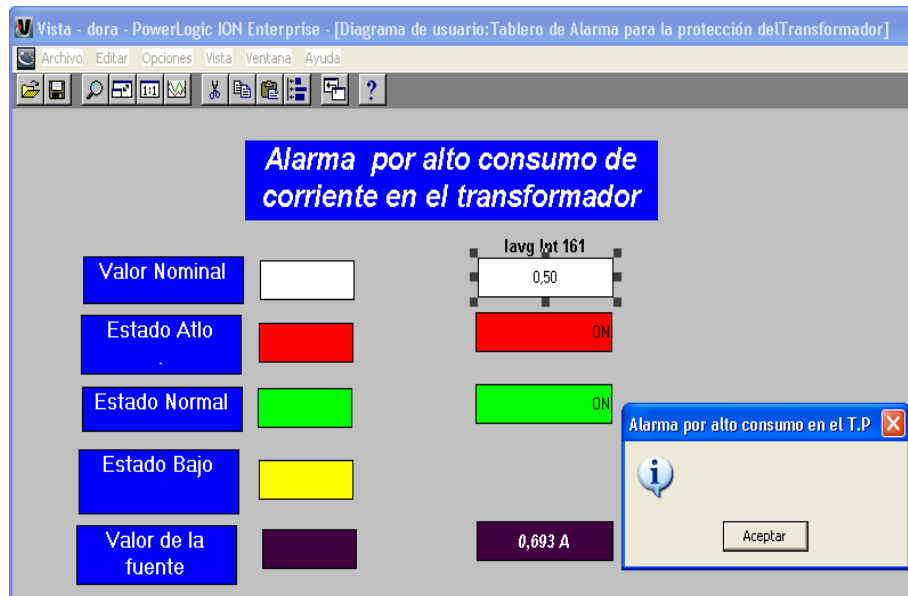 Vista - dora - PowerLogic ION Enterprise - [Diagrama de usuario:Tablero de Alarma para la protección delTransformador]
Archivo Editar Opciones Vista Ventana Ayuda
1:1 ?
Alarma por alto consumo de
corriente en el transformador
Iavg Int 161
Valor Nominal 0,50
Estado Atlo ON
.
Estado Normal ON
Alarma por alto consumo en el T.P
Estado Bajo
Aceptar
Valor de la 0,693 A
fuente